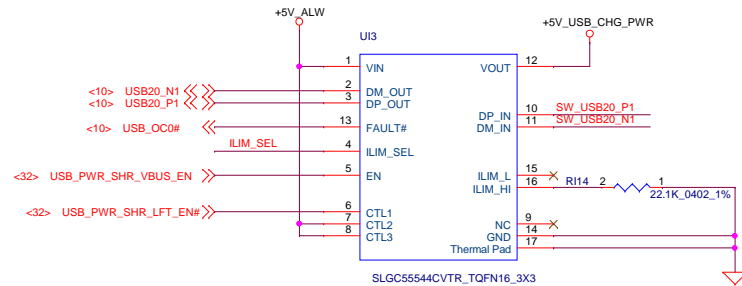 +5V_ALW
+5V_USB_CHG_PWR
UI3
1 VIN VOUT 12
<10> USB20_N1 2 DM_OUT
<10> USB20_P1 3 DP_OUT
DP_IN 10 SW_USB20_P1
DM_IN 11 SW_USB20_N1
<10> USB_OC0# 13 FAULT#
ILIM_SEL 4 ILIM_SEL
<32> USB_PWR_SHR_VBUS_EN 5 EN
ILIM_L 15
ILIM_HI 16 RI14 2 1
22.1K_0402_1%
<32> USB_PWR_SHR_LFT_EN# 6 CTL1
7 CTL2
8 CTL3
NC 9
GND 14
Thermal Pad 17
SLGC55544CVTR_TQFN16_3X3